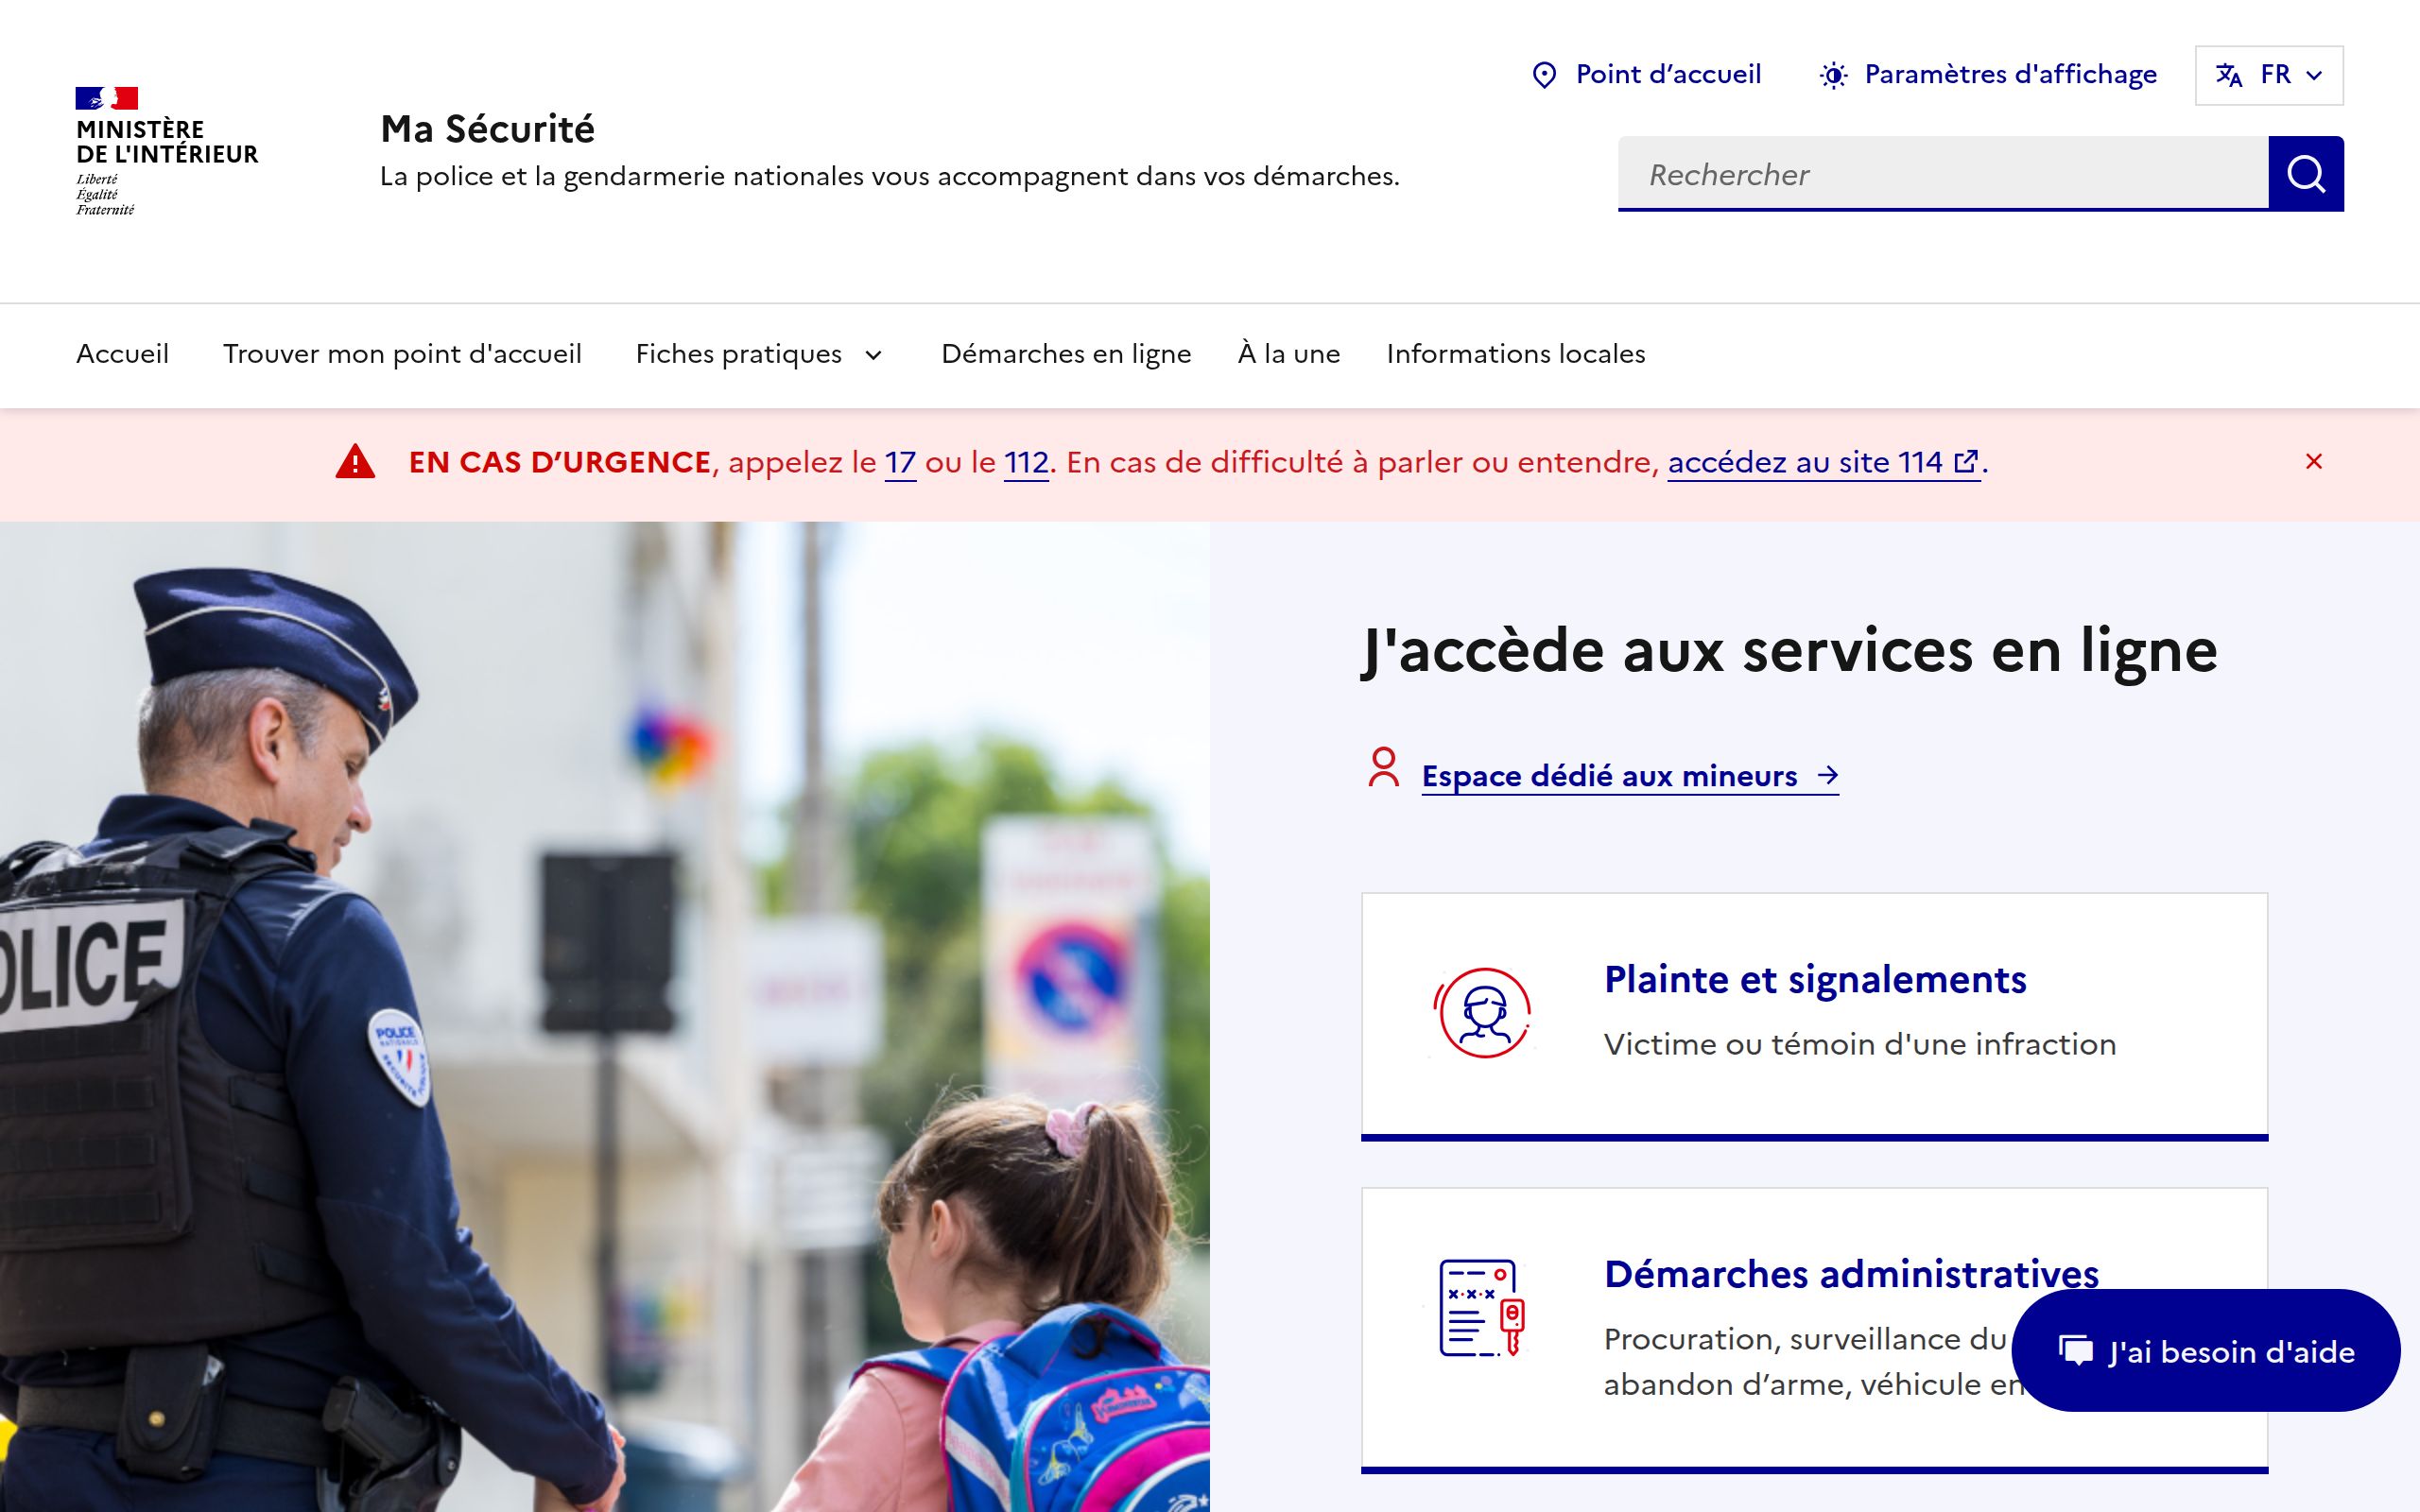 MINISTÈRE
DE L'INTÉRIEUR
Liberté
Égalité
Fraternité
Ma Sécurité
La police et la gendarmerie nationales vous accompagnent dans vos démarches.
Point d’accueil
Paramètres d'affichage
FR
Rechercher
Accueil
Trouver mon point d'accueil
Fiches pratiques
Démarches en ligne
À la une
Informations locales
EN CAS D’URGENCE, appelez le 17 ou le 112. En cas de difficulté à parler ou entendre, accédez au site 114.
OLICE
POLICE
NATIONALE
J'accède aux services en ligne
Espace dédié aux mineurs
Plainte et signalements
Victime ou témoin d'une infraction
Démarches administratives
Procuration, surveillance du
abandon d’arme, véhicule en
J'ai besoin d'aide